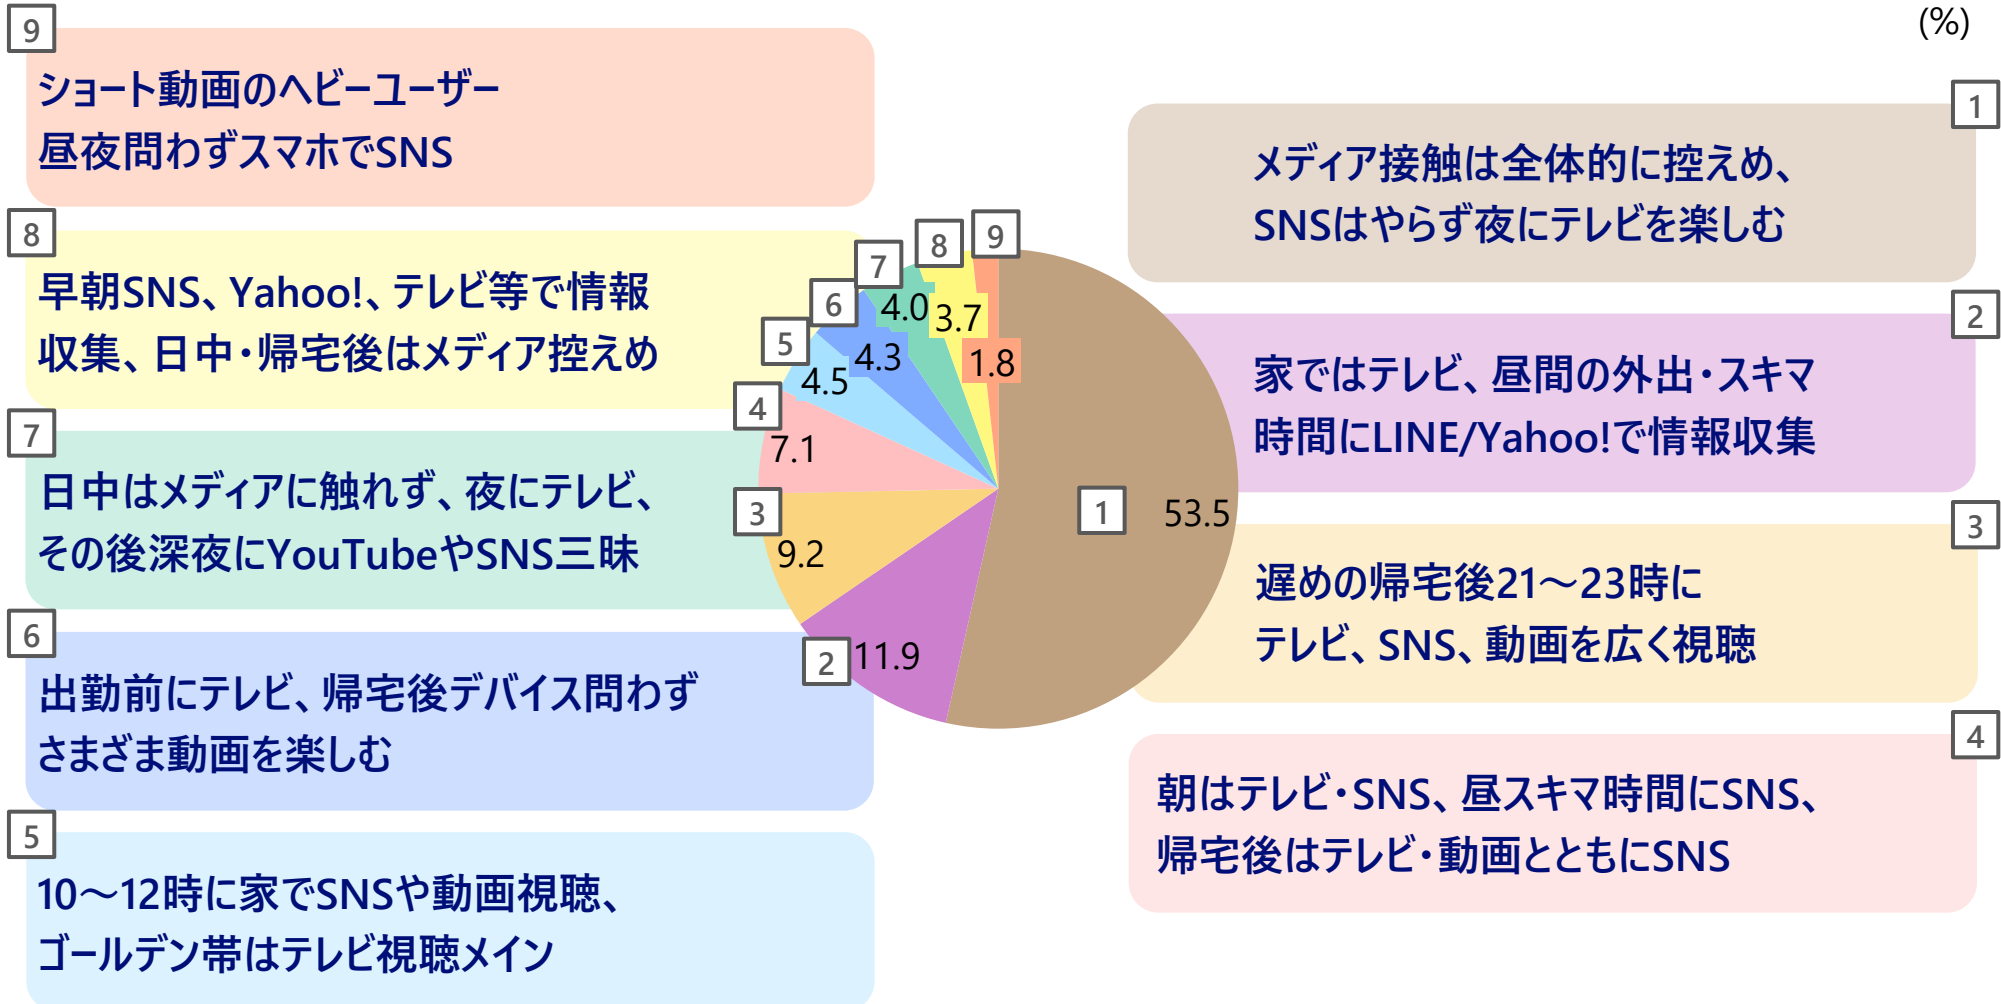 (%)
9
ショート動画のヘビーユーザー
昼夜問わずスマホでSNS
8
早朝SNS、Yahoo!、テレビ等で情報
収集、日中・帰宅後はメディア控えめ
7
日中はメディアに触れず、夜にテレビ、
その後深夜にYouTubeやSNS三昧
6
出勤前にテレビ、帰宅後デバイス問わず
さまざま動画を楽しむ
5
10～12時に家でSNSや動画視聴、
ゴールデン帯はテレビ視聴メイン
1
メディア接触は全体的に控えめ、
SNSはやらず夜にテレビを楽しむ
2
家ではテレビ、昼間の外出・スキマ
時間にLINE/Yahoo!で情報収集
3
遅めの帰宅後21～23時に
テレビ、SNS、動画を広く視聴
4
朝はテレビ・SNS、昼スキマ時間にSNS、
帰宅後はテレビ・動画とともにSNS
1
53.5
2
11.9
3
9.2
4
7.1
5
4.5
6
4.3
7
4.0
8
3.7
9
1.8